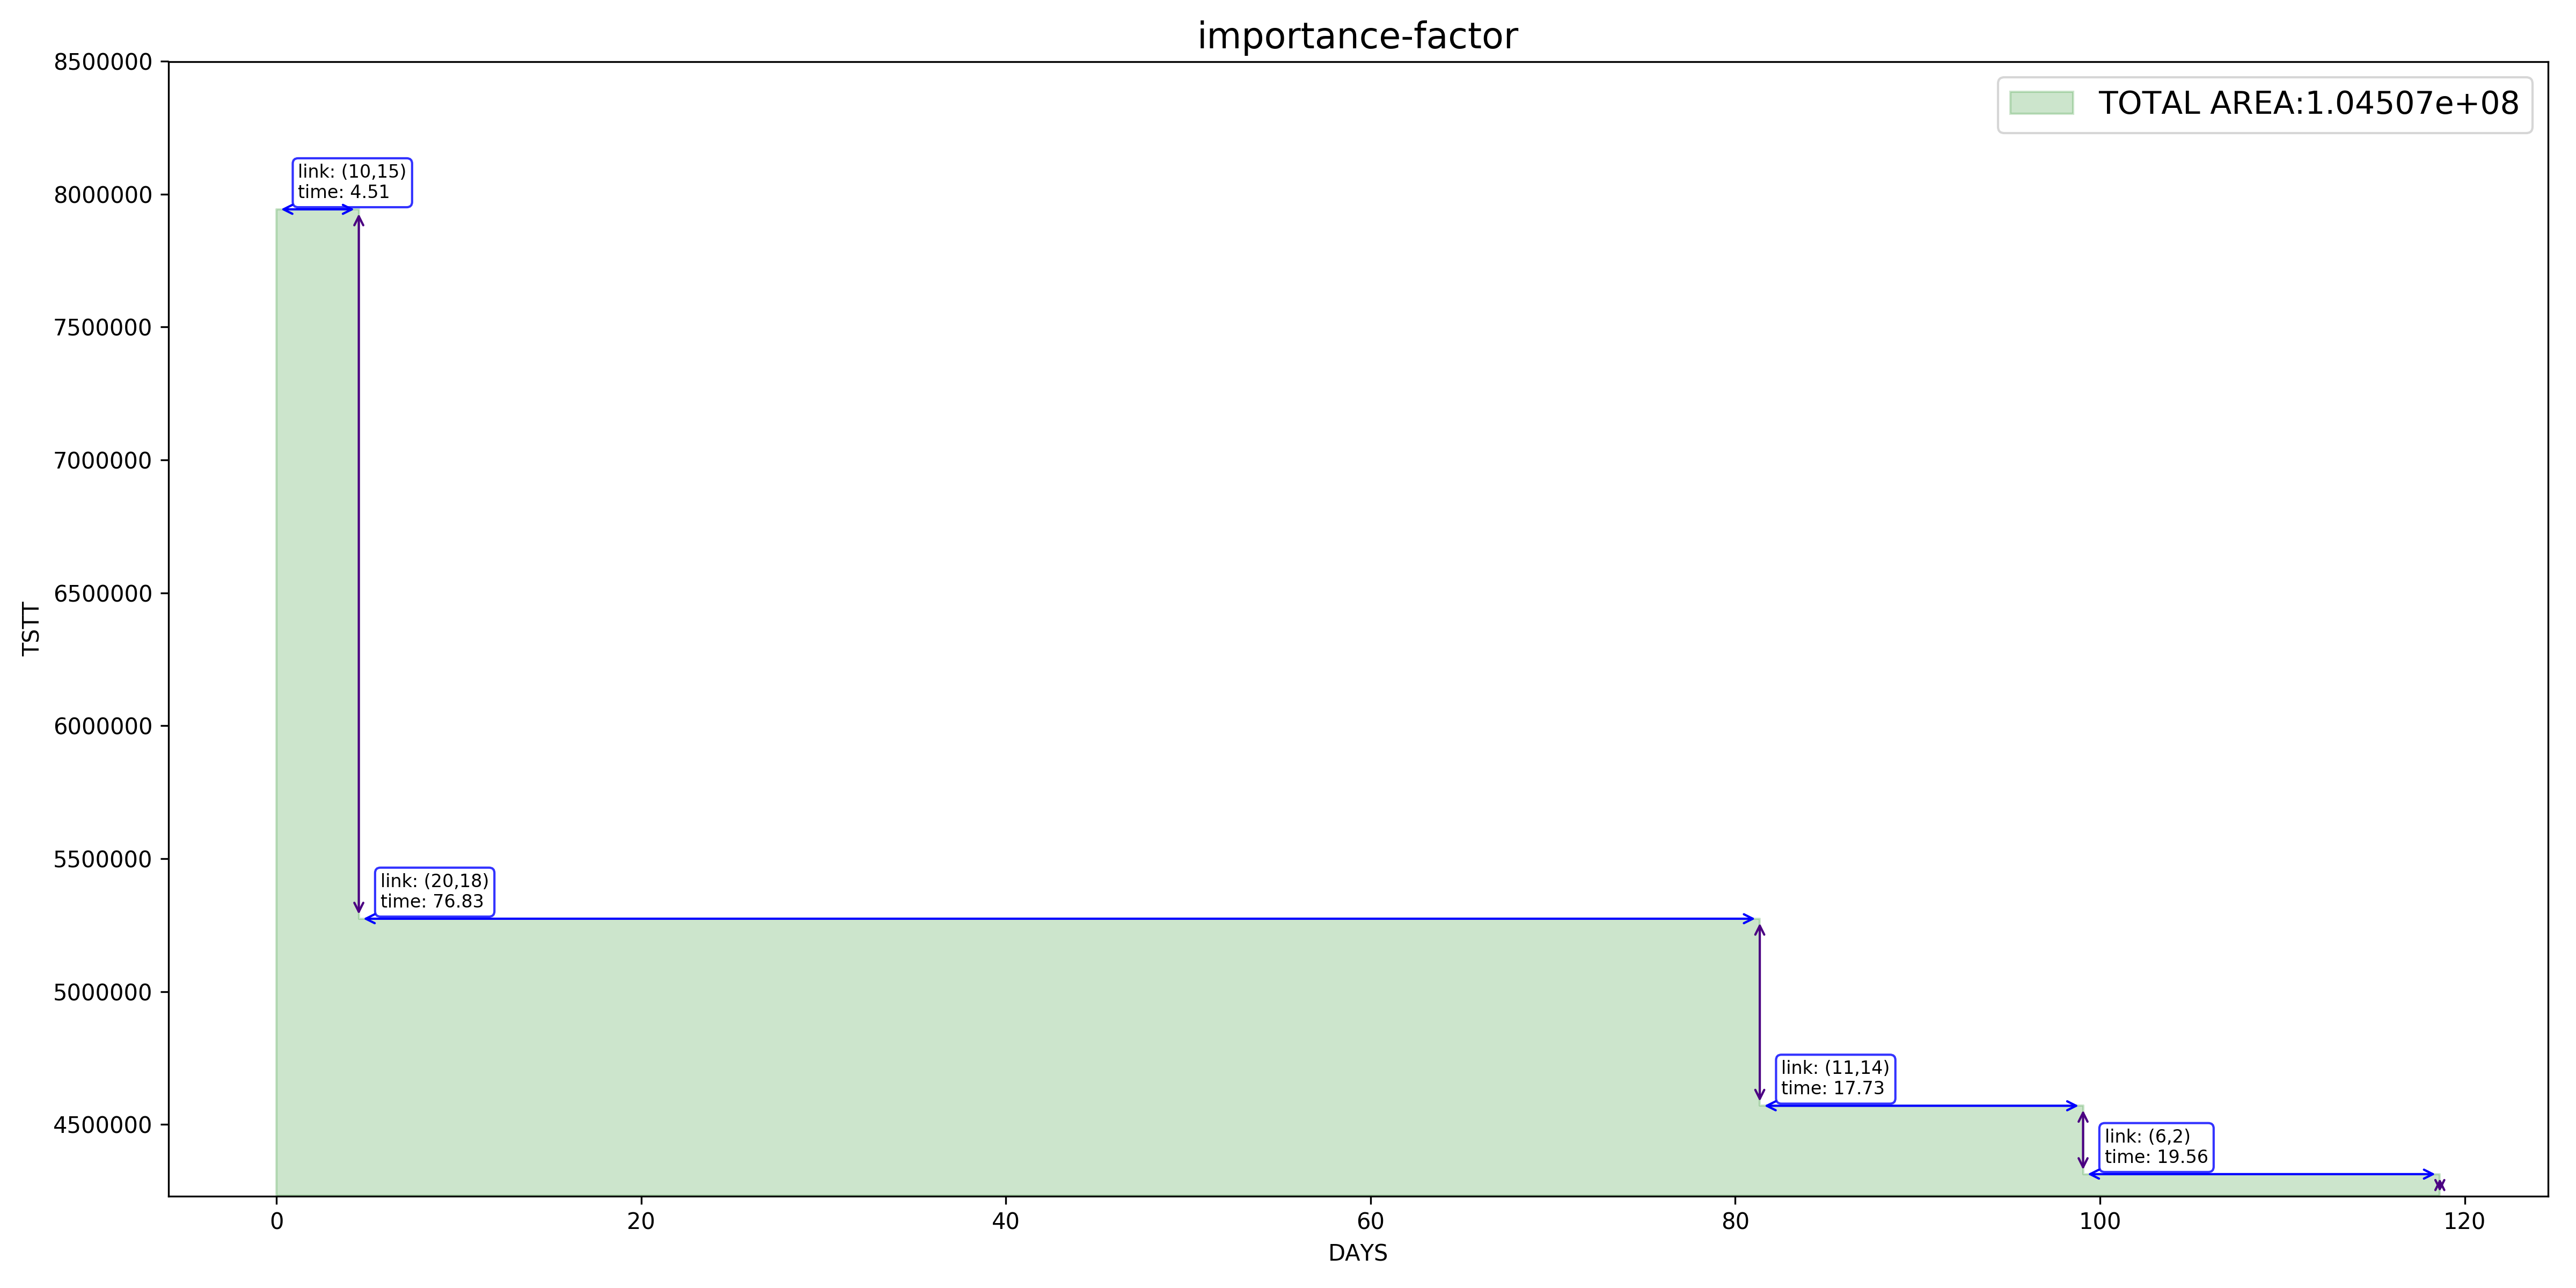 importance-factor
TOTAL AREA:1.04507e+08
8500000
8000000
7500000
7000000
6500000
6000000
5500000
5000000
4500000
TSTT
link: (10,15)
time: 4.51
link: (20,18)
time: 76.83
link: (11,14)
time: 17.73
link: (6,2)
time: 19.56
0
20
40
60
80
100
120
DAYS